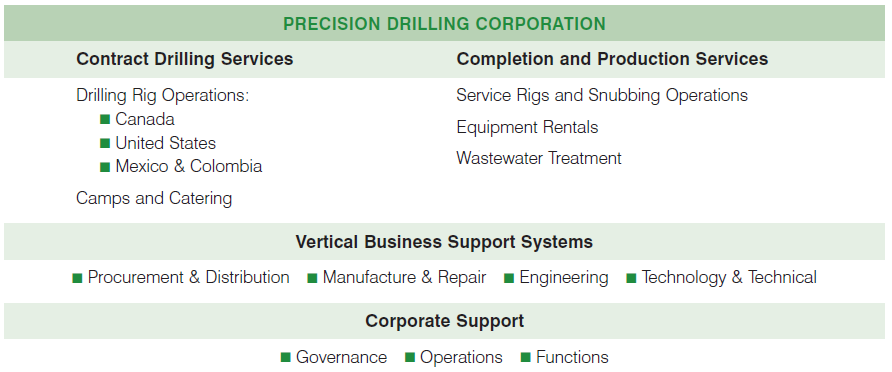 PRECISION DRILLING CORPORATION
Contract Drilling Services
Drilling Rig Operations:
Canada
United States
Mexico & Colombia
Camps and Catering
Completion and Production Services
Service Rigs and Snubbing Operations
Equipment Rentals
Wastewater Treatment
Vertical Business Support Systems
Procurement & Distribution
Manufacture & Repair
Engineering
Technology & Technical
Corporate Support
Governance
Operations
Functions